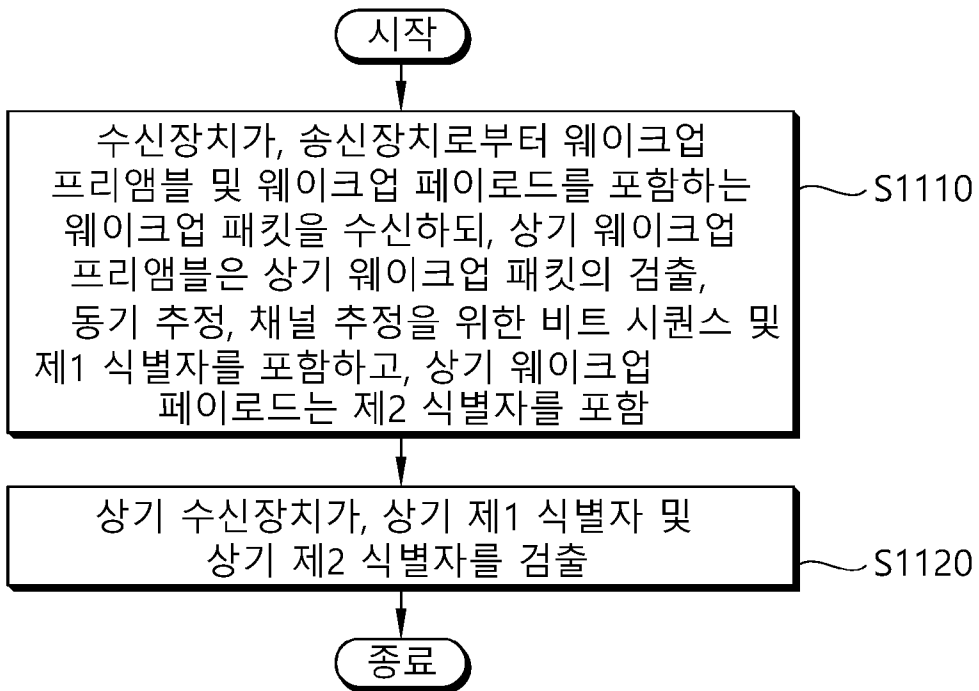 시작
수신장치가, 송신장치로부터 웨이크업
프리앰블 및 웨이크업 페이로드를 포함하는
웨이크업 패킷을 수신하되, 상기 웨이크업
프리앰블은 상기 웨이크업 패킷의 검출,
동기 추정, 채널 추정을 위한 비트 시퀀스 및
제1 식별자를 포함하고, 상기 웨이크업
페이로드는 제2 식별자를 포함
S1110
상기 수신장치가, 상기 제1 식별자 및
상기 제2 식별자를 검출
S1120
종료